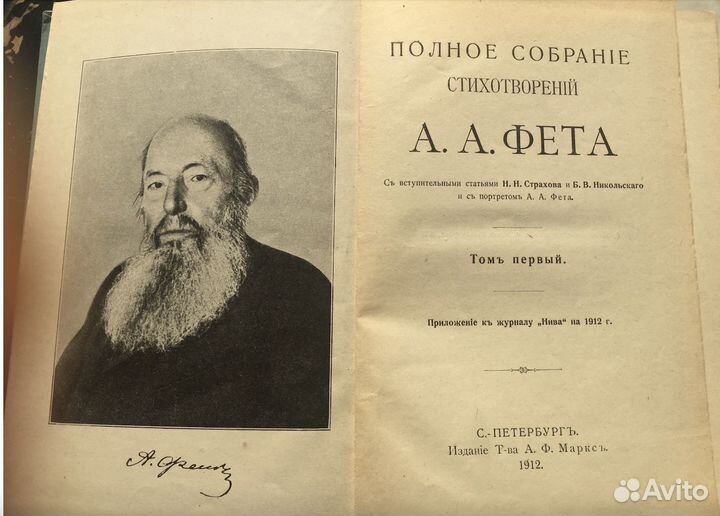 А. Фетъ
ПОЛНОЕ СОБРАНІЕ
СТИХОТВОРЕНІЙ
А. А. ФЕТА
Съ вступительными статьями Н. Н. Страхова и Б. В. Никольскаго
и съ портретомъ А. А. Фета.
Томъ первый.
Приложеніе къ журналу „Нива" на 1912 г.
С.-ПЕТЕРБУРГЪ.
Изданіе Т-ва А. Ф. Марксъ.
1912.
Avito